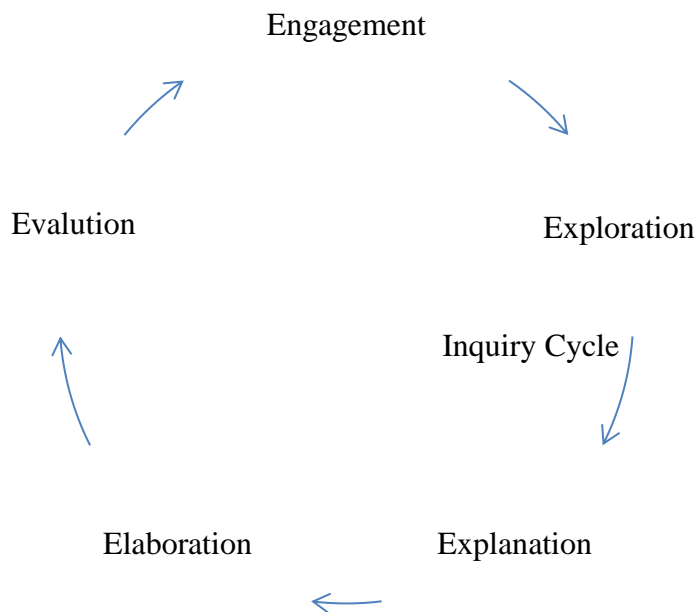 Engagement
Evalution
Exploration
Inquiry Cycle
Elaboration
Explanation